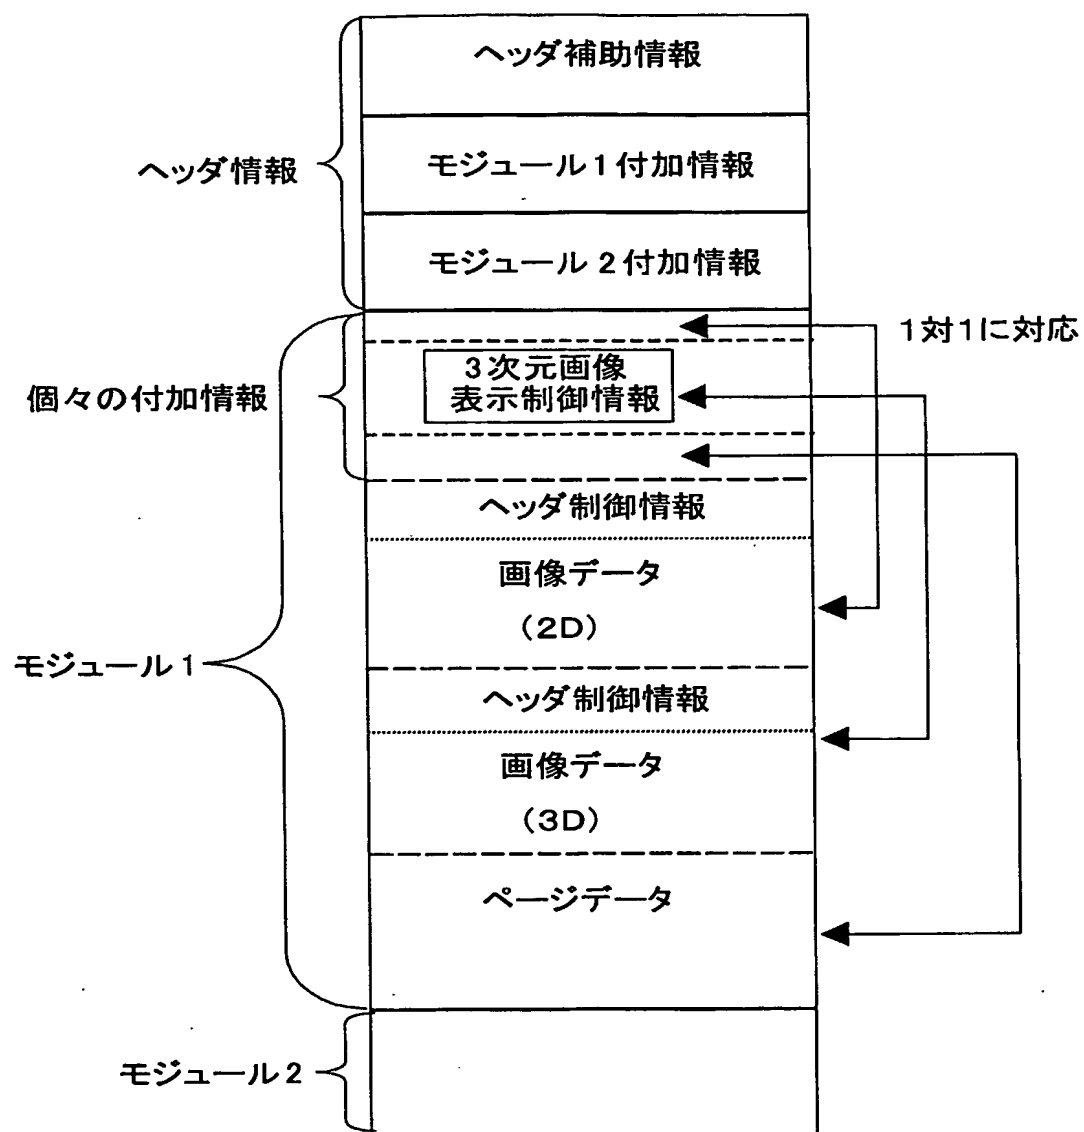 ヘッダ補助情報
モジュール1付加情報
ヘッダ情報
モジュール2付加情報
1対1に対応
3次元画像
表示制御情報
個々の付加情報
ヘッダ制御情報
画像データ
(2D)
モジュール1
ヘッダ制御情報
画像データ
(3D)
ページデータ
モジュール2